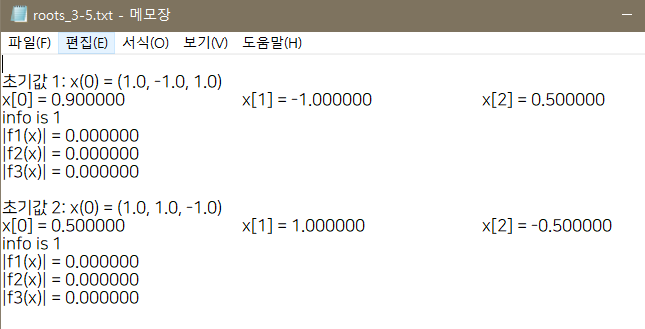 roots_3-5.txt - 메모장
파일(F) 편집(E) 서식(O) 보기(V) 도움말(H)
초기값 1: x(0) = (1.0, -1.0, 1.0)
x[0] = 0.900000 x[1] = -1.000000 x[2] = 0.500000
info is 1
|f1(x)| = 0.000000
|f2(x)| = 0.000000
|f3(x)| = 0.000000
초기값 2: x(0) = (1.0, 1.0, -1.0)
x[0] = 0.500000 x[1] = 1.000000 x[2] = -0.500000
info is 1
|f1(x)| = 0.000000
|f2(x)| = 0.000000
|f3(x)| = 0.000000